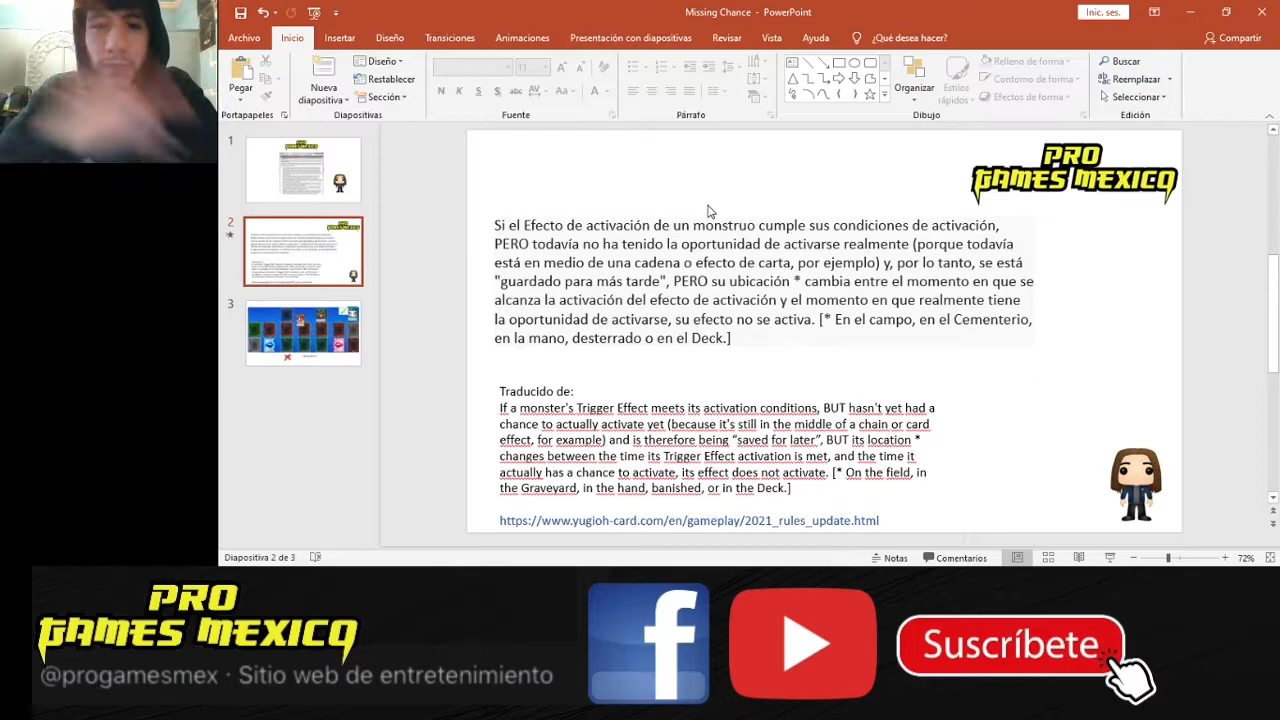 Missing Chance - PowerPoint
Inic. ses.
Archivo Inicio Insertar Diseño Transiciones Animaciones Presentación con diapositivas Revisar Vista Ayuda ¿Qué desea hacer? Compartir
Pegar
Portapapeles
Nueva
diapositiva
Diseño
Restablecer
Sección
Diapositivas
11
N K S S abc AV Aa A
Fuente
Párrafo
Organizar
Estilos
rápidos
Relleno de forma
Contorno de forma
Efectos de forma
Dibujo
Buscar
Reemplazar
Seleccionar
Edición
1
2
3
PRO
GAMES MEXICO
Si el Efecto de activación de un monstruo cumple sus condiciones de activación,
PERO todavía no ha tenido la oportunidad de activarse realmente (porque todavía
está en medio de una cadena o efecto de carta, por ejemplo) y, por lo tanto, se está
"guardado para más tarde", PERO su ubicación * cambia entre el momento en que se
alcanza la activación del efecto de activación y el momento en que realmente tiene
la oportunidad de activarse, su efecto no se activa. [* En el campo, en el Cementerio,
en la mano, desterrado o en el Deck.]
Traducido de:
If a monster's Trigger Effect meets its activation conditions, BUT hasn't yet had a
chance to actually activate yet (because it's still in the middle of a chain or card
effect, for example) and is therefore being “saved for later”, BUT its location *
changes between the time its Trigger Effect activation is met, and the time it
actually has a chance to activate, its effect does not activate. [* On the field, in
the Graveyard, in the hand, banished, or in the Deck.]
https://www.yugioh-card.com/en/gameplay/2021_rules_update.html
Diapositiva 2 de 3
Notas
Comentarios
72%
PRO
GAMES MEXICO
@progamesmex · Sitio web de entretenimiento
f
Suscríbete